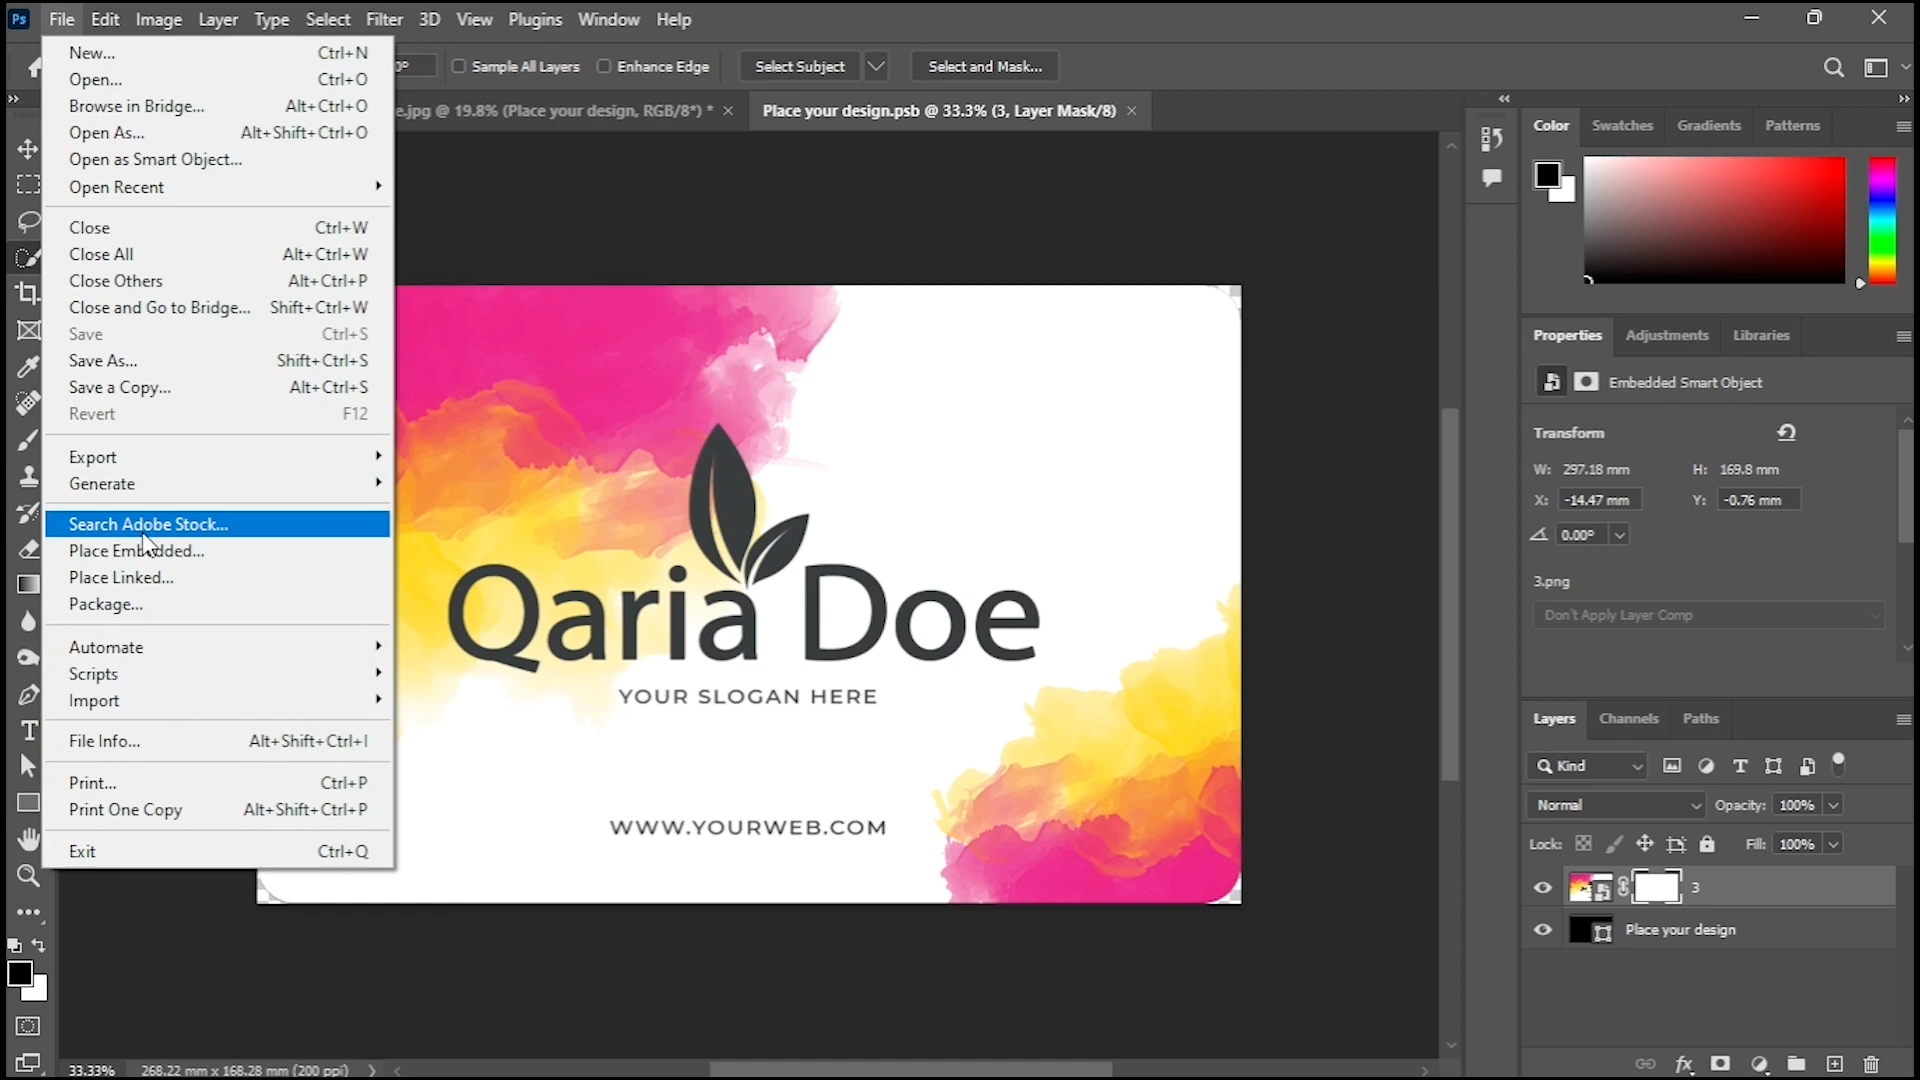 Ps File Edit Image Layer Type Select Filter 3D View Plugins Window Help
Sample All Layers Enhance Edge Select Subject Select and Mask...
e.jpg @ 19.8% (Place your design, RGB/8*) * Place your design.psb @ 33.3% (3, Layer Mask/8)
New... Ctrl+N
Open... Ctrl+O
Browse in Bridge... Alt+Ctrl+O
Open As... Alt+Shift+Ctrl+O
Open as Smart Object...
Open Recent
Close Ctrl+W
Close All Alt+Ctrl+W
Close Others Alt+Ctrl+P
Close and Go to Bridge... Shift+Ctrl+W
Save Ctrl+S
Save As... Shift+Ctrl+S
Save a Copy... Alt+Ctrl+S
Revert F12
Export
Generate
Search Adobe Stock...
Place Embedded...
Place Linked...
Package...
Automate
Scripts
Import
File Info... Alt+Shift+Ctrl+I
Print... Ctrl+P
Print One Copy Alt+Shift+Ctrl+P
Exit Ctrl+Q
Qaria Doe
YOUR SLOGAN HERE
WWW.YOURWEB.COM
Color Swatches Gradients Patterns
Properties Adjustments Libraries
Embedded Smart Object
Transform
W: 297.18 mm H: 169.8 mm
X: -14.47 mm Y: -0.76 mm
0.00°
3.png
Don't Apply Layer Comp
Layers Channels Paths
Kind
Normal Opacity: 100%
Lock: Fill: 100%
3
Place your design
33.33% 268.22 mm x 168.28 mm (200 ppi)